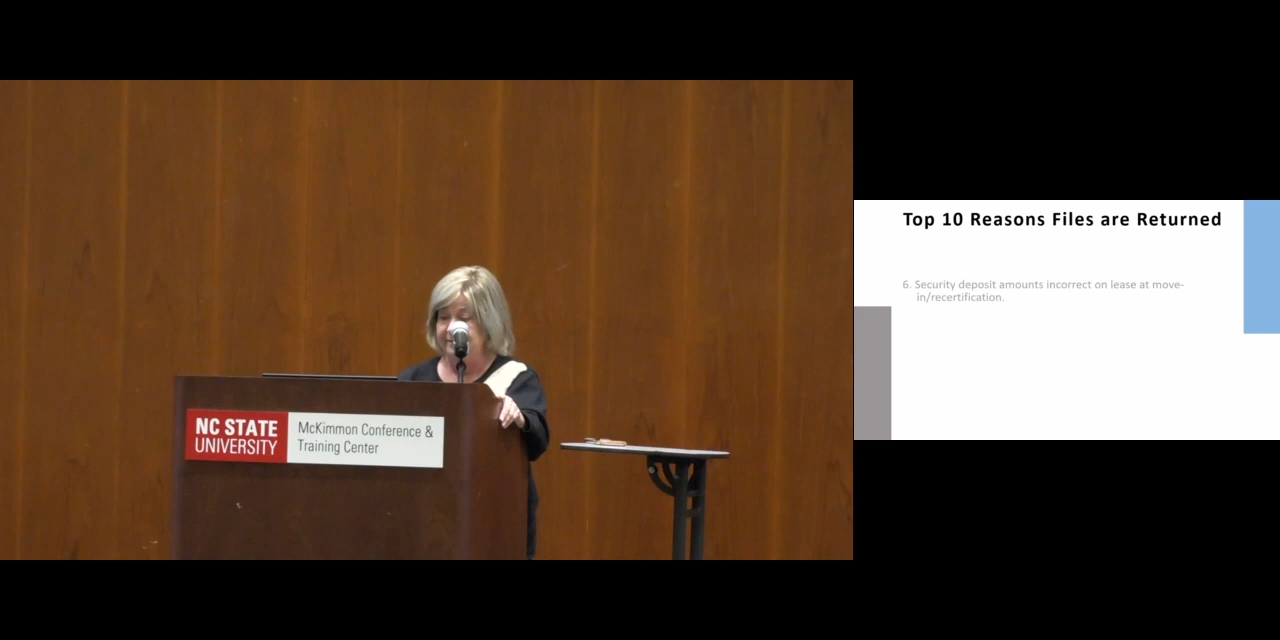 NC STATE
UNIVERSITY
McKimmon Conference &
Training Center
Top 10 Reasons Files are Returned
6. Security deposit amounts incorrect on lease at move-
in/recertification.